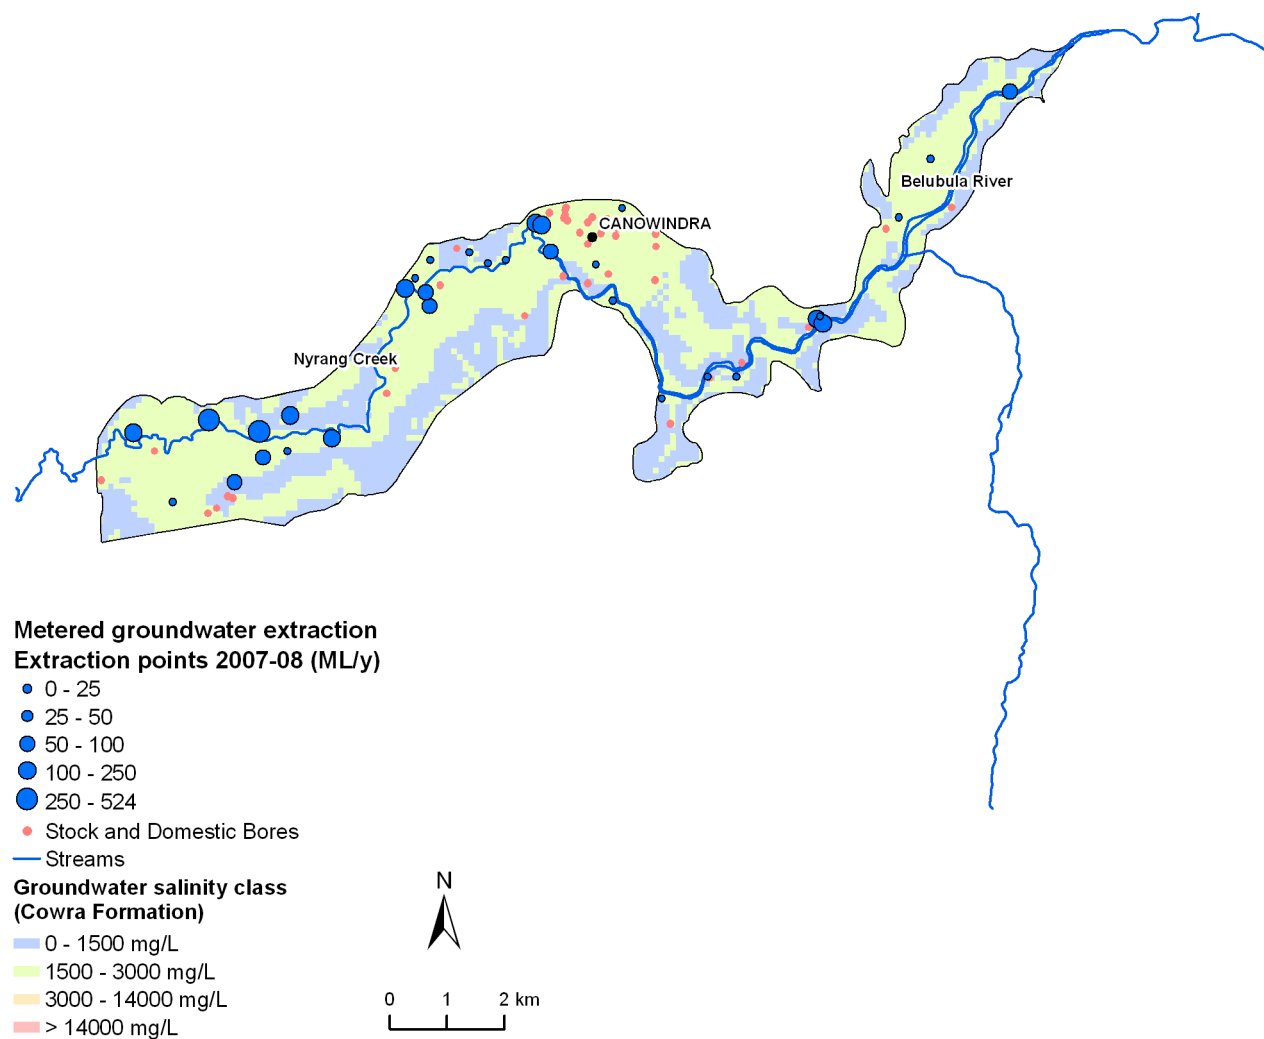 Belubula River
CANOWINDRA
Nyrang Creek
Metered groundwater extraction
Extraction points 2007-08 (ML/y)
0 - 25
25 - 50
50 - 100
100 - 250
250 - 524
Stock and Domestic Bores
Streams
Groundwater salinity class
(Cowra Formation)
0 - 1500 mg/L
1500 - 3000 mg/L
3000 - 14000 mg/L
> 14000 mg/L
N
0 1 2 km